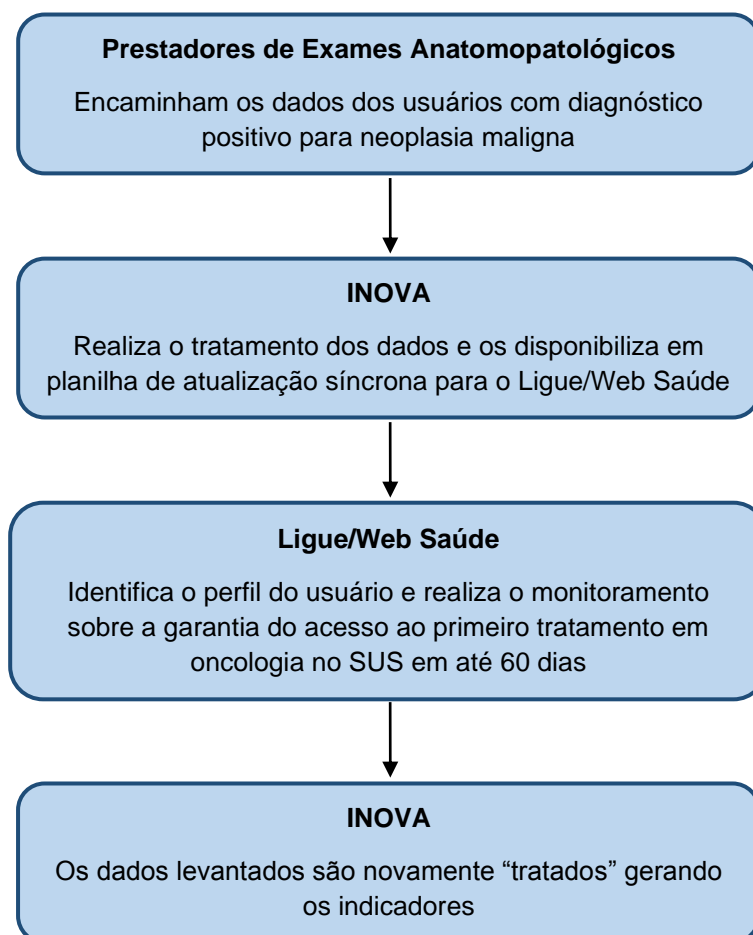 Prestadores de Exames Anatomopatológicos
Encaminham os dados dos usuários com diagnóstico
positivo para neoplasia maligna
INOVA
Realiza o tratamento dos dados e os disponibiliza em
planilha de atualização síncrona para o Ligue/Web Saúde
Ligue/Web Saúde
Identifica o perfil do usuário e realiza o monitoramento
sobre a garantia do acesso ao primeiro tratamento em
oncologia no SUS em até 60 dias
INOVA
Os dados levantados são novamente “tratados” gerando
os indicadores